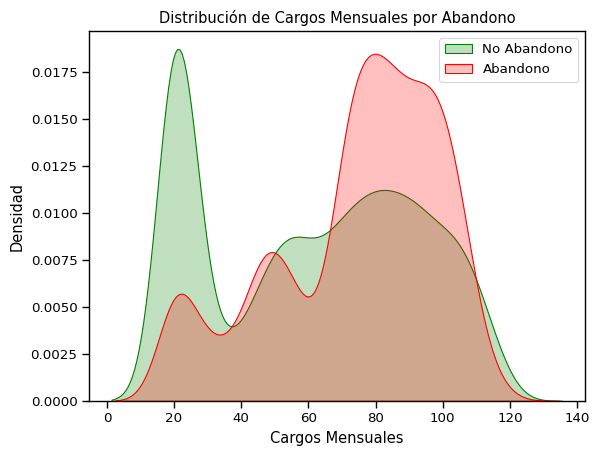 Distribución de Cargos Mensuales por Abandono
No Abandono
Abandono
Densidad
0.0175
0.0150
0.0125
0.0100
0.0075
0.0050
0.0025
0.0000
0 20 40 60 80 100 120 140
Cargos Mensuales